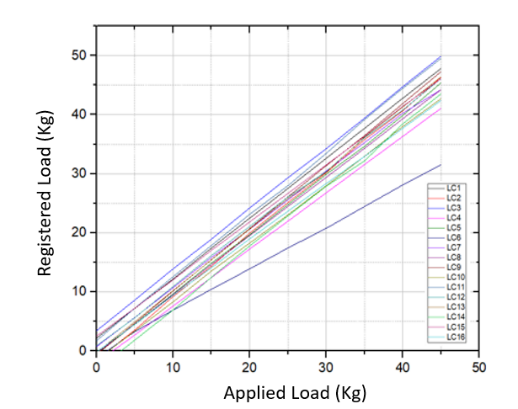 50
40
30
20
10
0
0 10 20 30 40 50
Registered Load (Kg)
Applied Load (Kg)
LC1
LC2
LC3
LC4
LC5
LC6
LC7
LC8
LC9
LC10
LC11
LC12
LC13
LC14
LC15
LC16